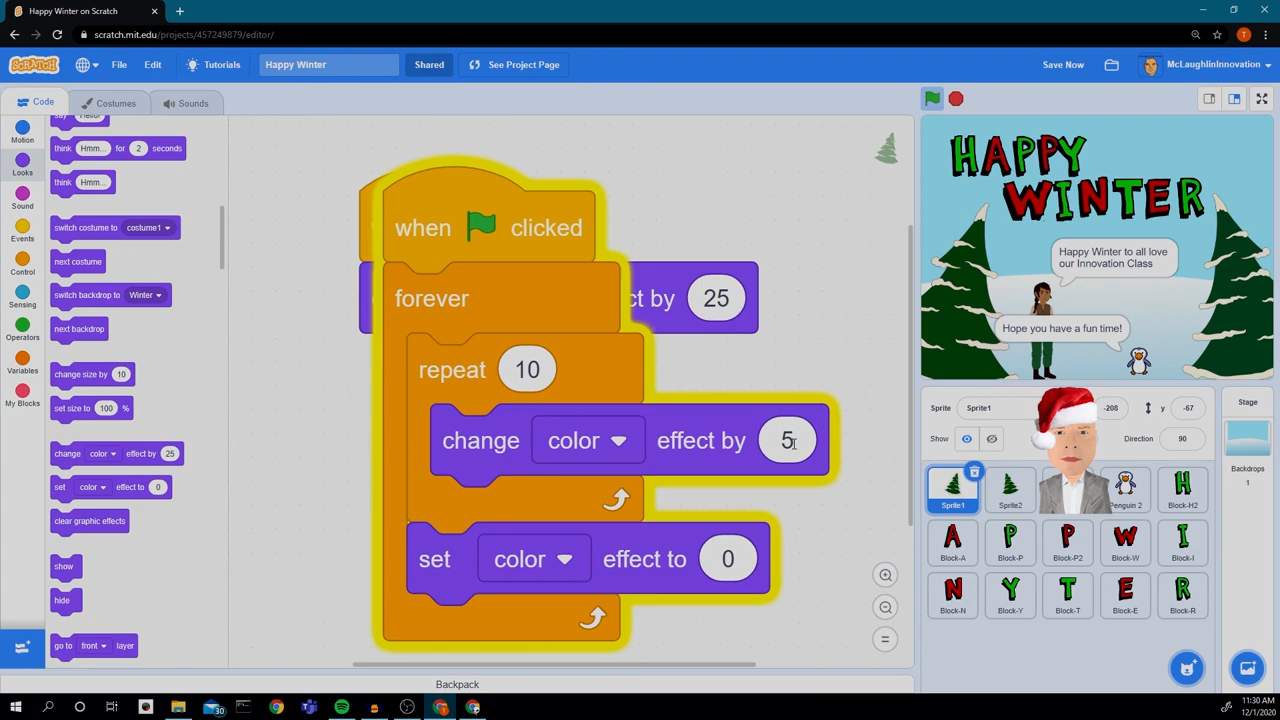 Happy Winter on Scratch
scratch.mit.edu/projects/457249879/editor/
T
SCRATCH
File
Edit
Tutorials
Happy Winter
Shared
See Project Page
Save Now
McLaughlinInnovation
Code
Costumes
Sounds
Motion
Looks
Sound
Events
Control
Sensing
Operators
Variables
My Blocks
think Hmm... for 2 seconds
think Hmm...
switch costume to costume1
next costume
switch backdrop to Winter
next backdrop
change size by 10
set size to 100 %
change color effect by 25
set color effect to 0
clear graphic effects
show
hide
go to front layer
when clicked
forever
ct by 25
repeat 10
change color effect by 5
set color effect to 0
Backpack
HAPPY
WINTER
Happy Winter to all love
our Innovation Class
Hope you have a fun time!
Sprite
Sprite1
-208
y
-67
Show
Direction
90
Stage
Backdrops
1
Sprite1
Sprite2
Penguin 2
H
Block-H2
A
Block-A
P
Block-P
P
Block-P2
W
Block-W
I
Block-I
N
Block-N
Y
Block-Y
T
Block-T
E
Block-E
R
Block-R
30
11:30 AM
12/1/2020